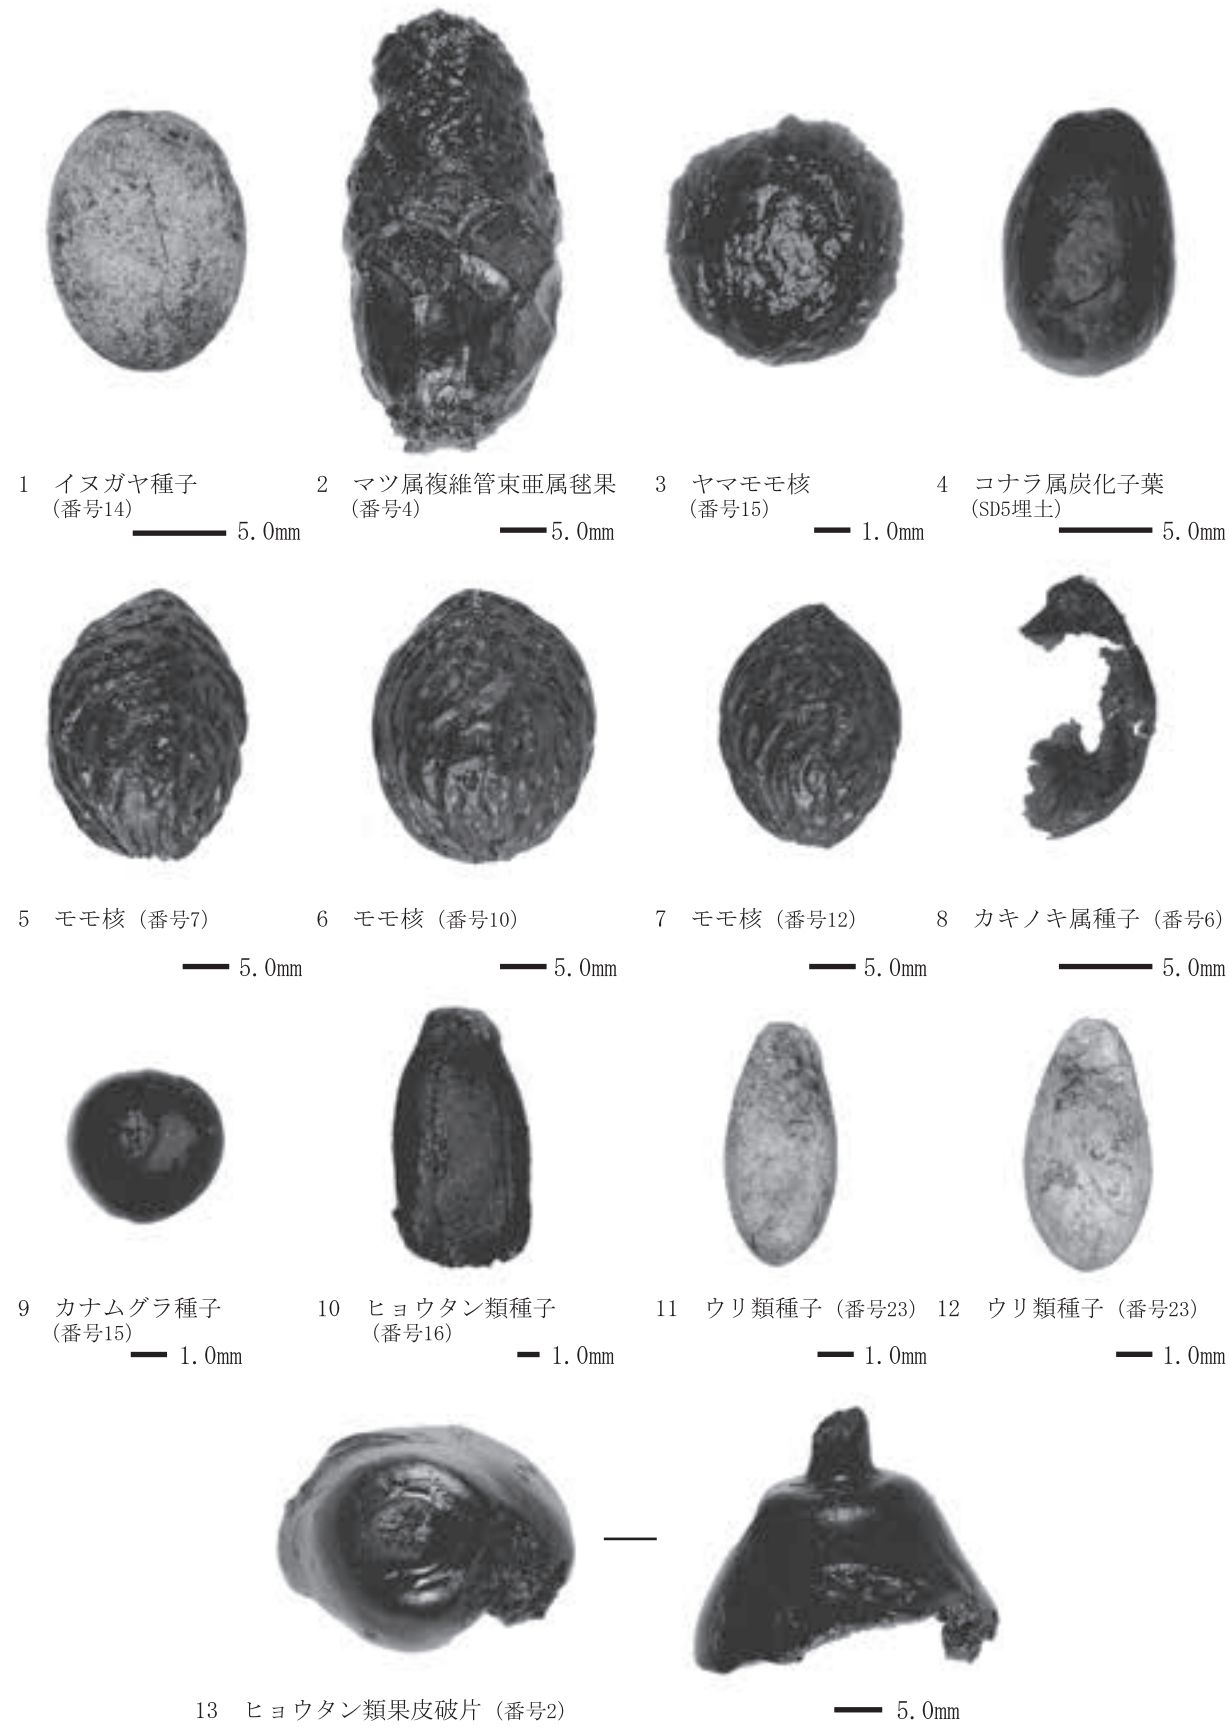 1 イヌガヤ種子
(番号14)
5.0mm
2 マツ属複維管束亜属毬果
(番号4)
5.0mm
3 ヤマモモ核
(番号15)
1.0mm
4 コナラ属炭化子葉
(SD5埋土)
5.0mm
5 モモ核 (番号7)
5.0mm
6 モモ核 (番号10)
5.0mm
7 モモ核 (番号12)
5.0mm
8 カキノキ属種子 (番号6)
5.0mm
9 カナムグラ種子
(番号15)
1.0mm
10 ヒョウタン類種子
(番号16)
1.0mm
11 ウリ類種子 (番号23)
1.0mm
12 ウリ類種子 (番号23)
1.0mm
13 ヒョウタン類果皮破片 (番号2)
5.0mm